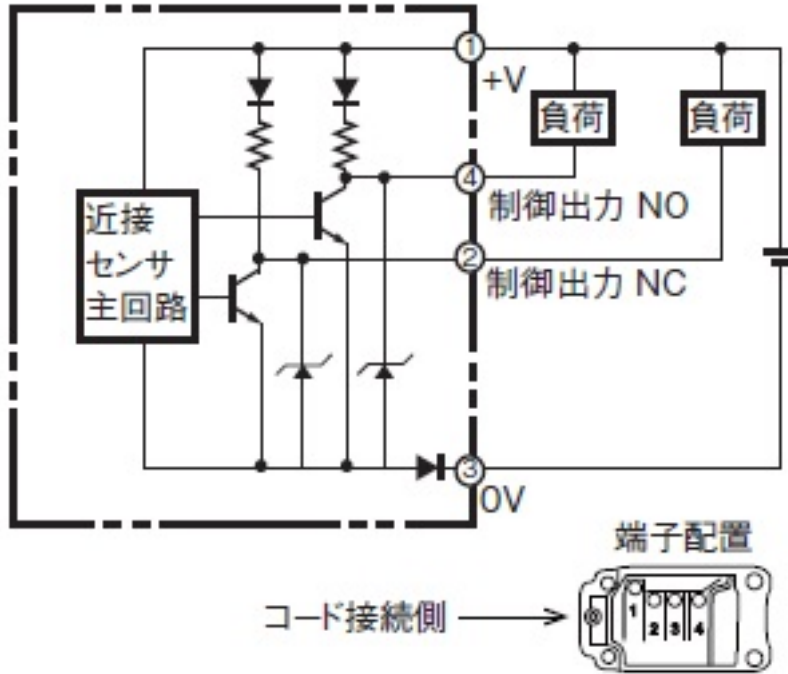 ①
+V
負荷
負荷
④
制御出力 NO
近接
センサ
主回路
②
制御出力 NC
③
0V
端子配置
コード接続側
1
2 3 4